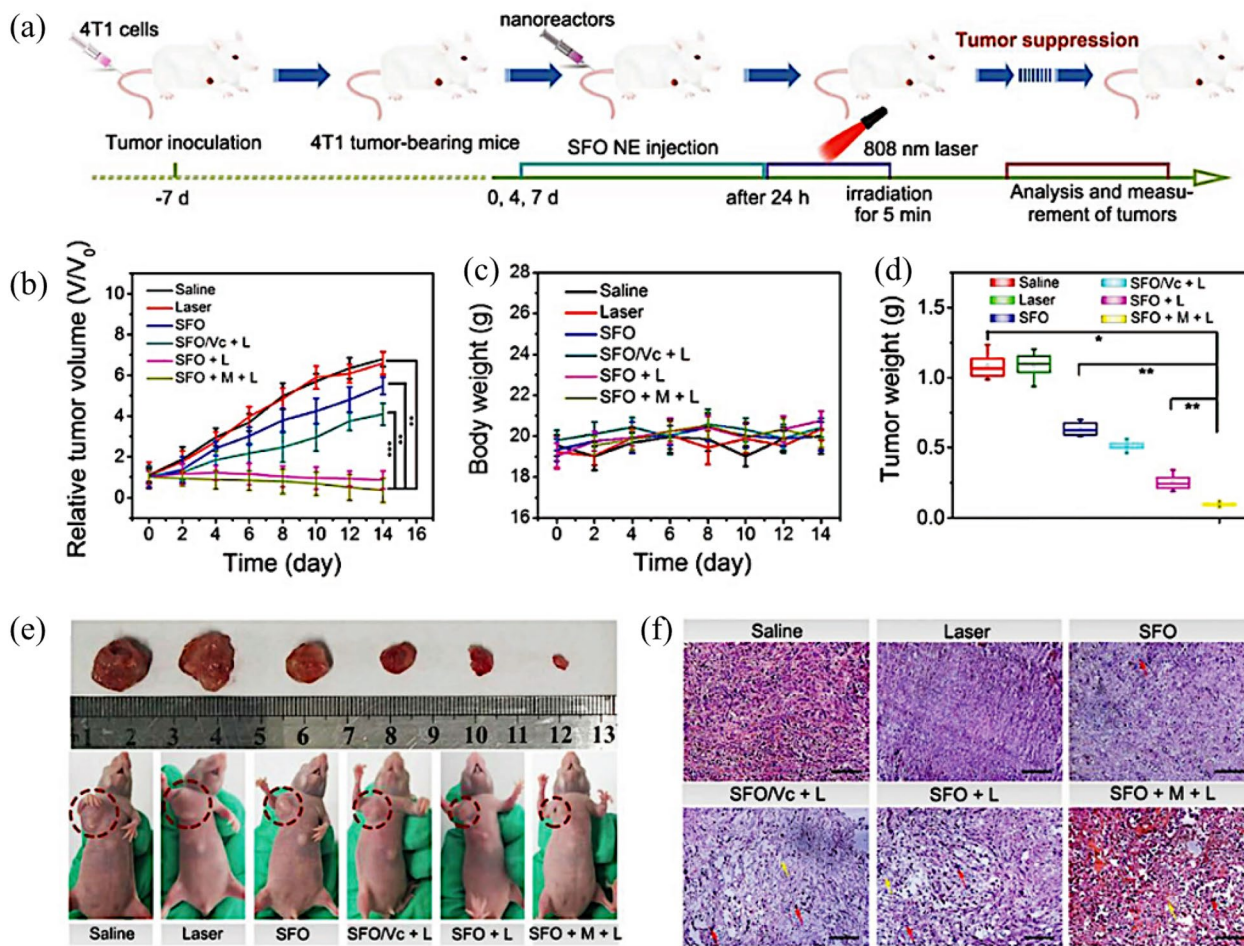 (a)
4T1 cells
nanoreactors
Tumor suppression
Tumor inoculation
4T1 tumor-bearing mice
SFO NE injection
808 nm laser
-7 d
0, 4, 7 d
after 24 h
irradiation
for 5 min
Analysis and measu-
rement of tumors
(b)
Relative tumor volume (V/V0)
10
8
6
4
2
0
Saline
Laser
SFO
SFO/Vc + L
SFO + L
SFO + M + L
***
**
**
0 2 4 6 8 10 12 14 16
Time (day)
(c)
Body weight (g)
28
26
24
22
20
18
16
Saline
Laser
SFO
SFO/Vc + L
SFO + L
SFO + M + L
0 2 4 6 8 10 12 14
Time (day)
(d)
Tumor weight (g)
1.5
1.0
0.5
0.0
Saline
Laser
SFO
SFO/Vc + L
SFO + L
SFO + M + L
*
**
**
(e)
1 2 3 4 5 6 7 8 9 10 11 12 13
Saline Laser SFO SFO/Vc + L SFO + L SFO + M + L
(f)
Saline Laser SFO
SFO/Vc + L SFO + L SFO + M + L